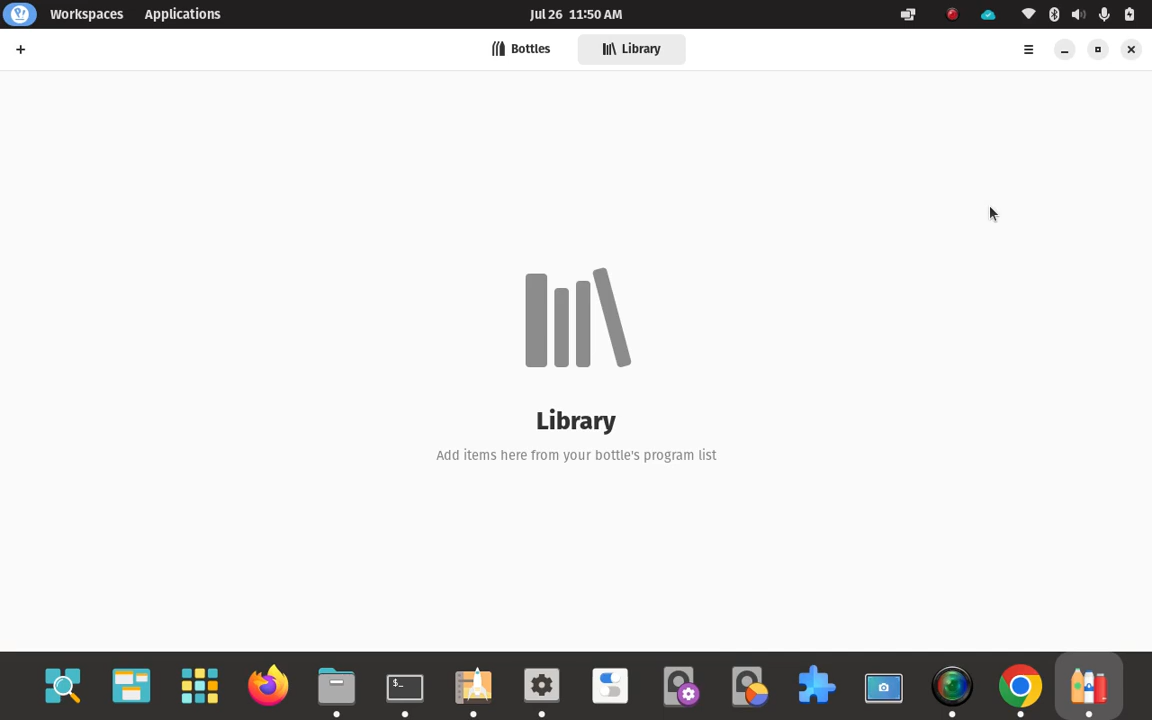 Workspaces Applications Jul 26 11:50 AM
+ Bottles Library
Library
Add items here from your bottle's program list
$_